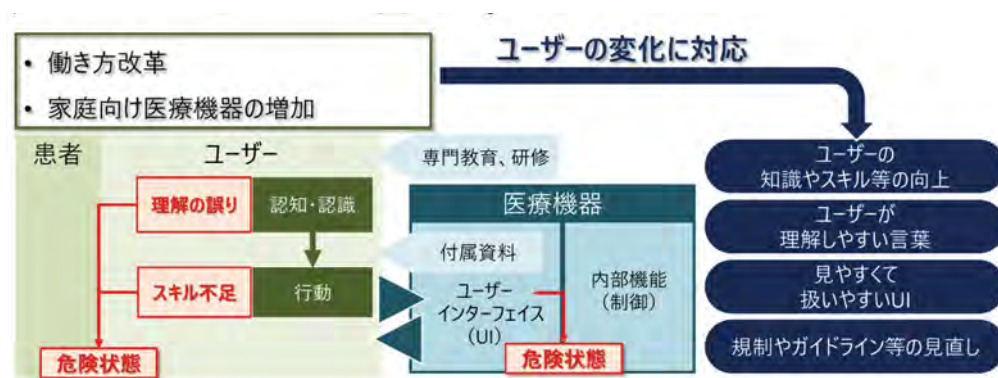 • 働き方改革
• 家庭向け医療機器の増加
ユーザーの変化に対応
患者
ユーザー
専門教育、研修
理解の誤り
認知・認識
付属資料
スキル不足
行動
危険状態
医療機器
ユーザー
インターフェイス
(UI)
内部機能
(制御)
危険状態
ユーザーの
知識やスキル等の向上
ユーザーが
理解しやすい言葉
見やすくて
扱いやすいUI
規制やガイドライン等の見直し